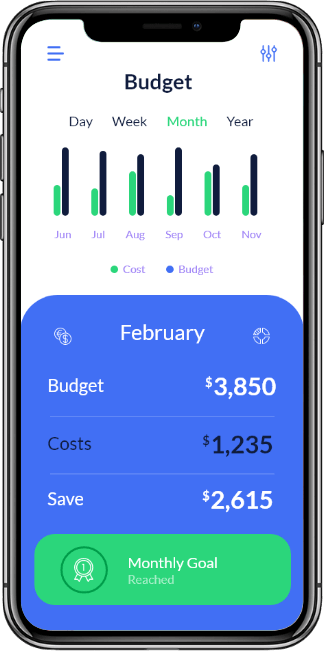 Budget
Day Week Month Year
Jun Jul Aug Sep Oct Nov
Cost Budget
February
Budget $3,850
Costs $1,235
Save $2,615
1 Monthly Goal
Reached